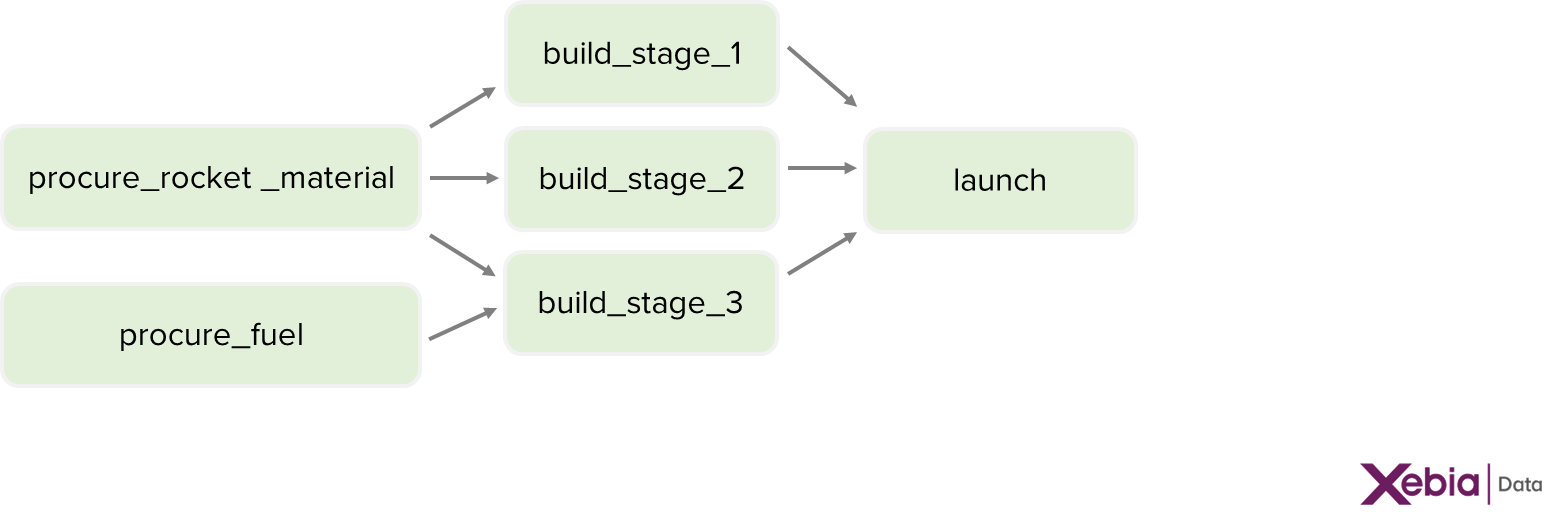 build_stage_1
procure_rocket _material
build_stage_2
launch
build_stage_3
procure_fuel
Xebia | Data